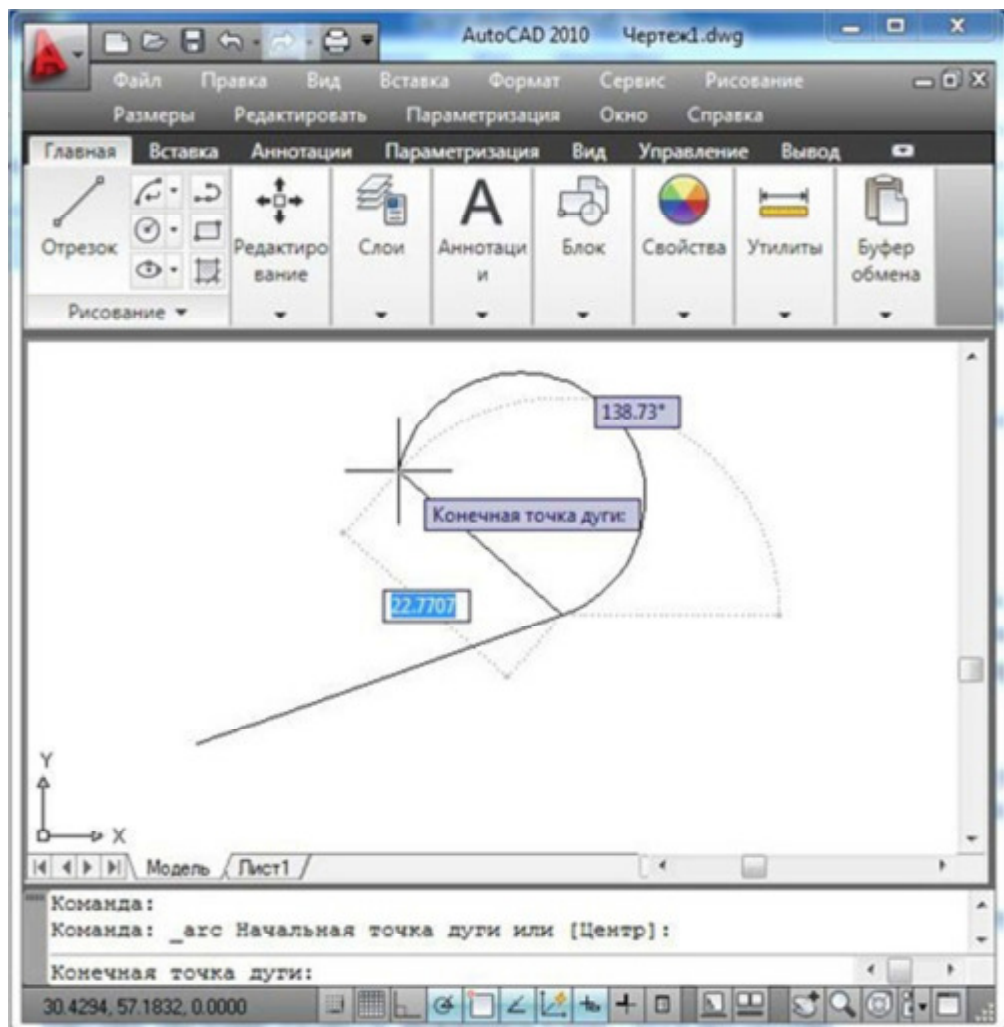 AutoCAD 2010 Чертеж1.dwg
Файл Правка Вид Вставка Формат Сервис Рисование
Размеры Редактировать Параметризация Окно Справка
Главная Вставка Аннотации Параметризация Вид Управление Вывод
Отрезок Редактиро Слои Аннотаци Блок Свойства Утилиты Буфер
вание и обмена
Рисование
138.73°
Конечная точка дуги:
22.7707
Y
X
Модель Лист1
Команда:
Команда: _arc Начальная точка дуги или [Центр]:
Конечная точка дуги:
30.4294, 57.1832, 0.0000